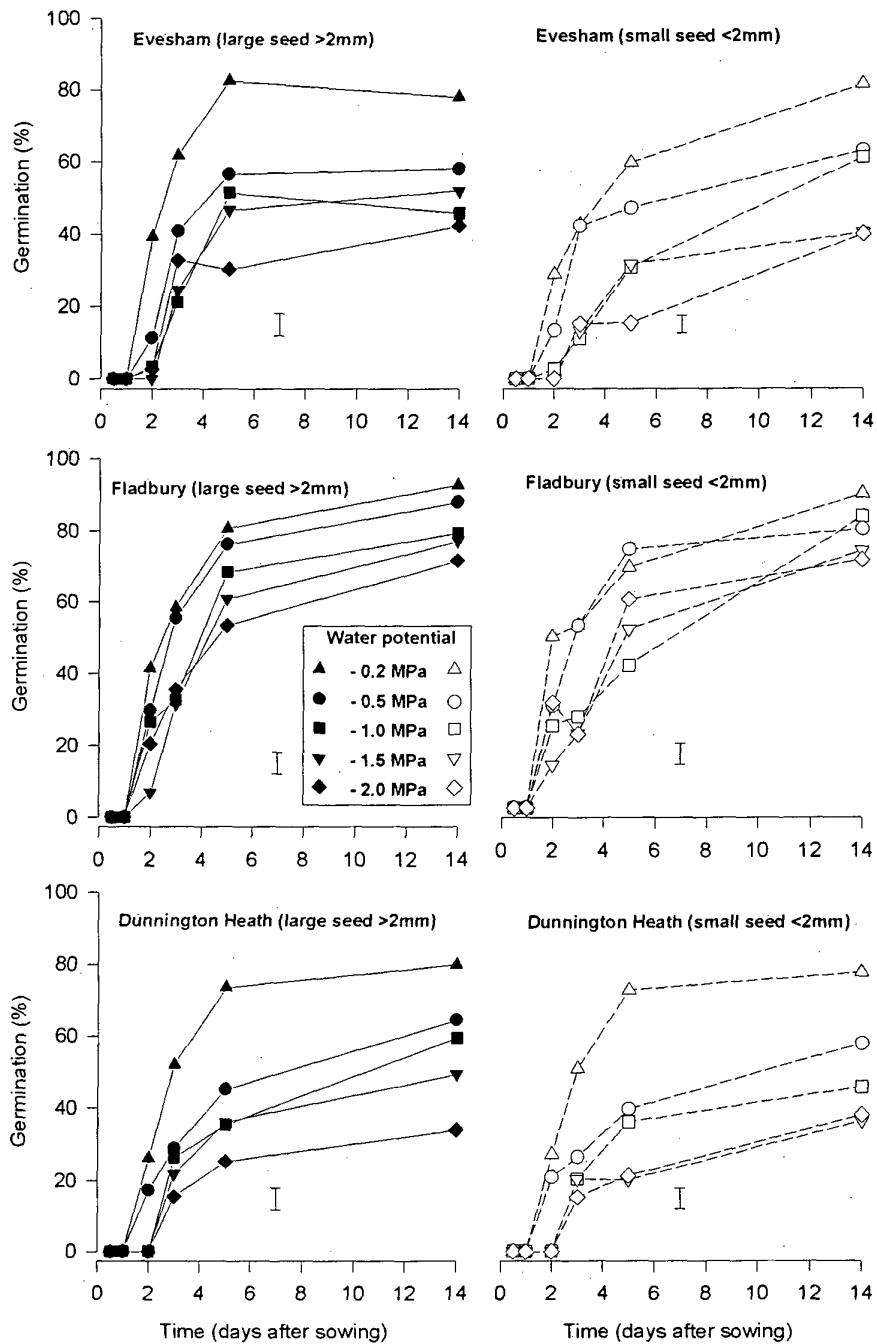 Evesham (large seed >2mm)
Evesham (small seed <2mm)
100
80
60
40
20
0
Germination (%)
0 2 4 6 8 10 12 14
0 2 4 6 8 10 12 14
Fladbury (large seed >2mm)
Fladbury (small seed <2mm)
100
80
60
40
20
0
Water potential
- 0.2 MPa
- 0.5 MPa
- 1.0 MPa
- 1.5 MPa
- 2.0 MPa
0 2 4 6 8 10 12 14
0 2 4 6 8 10 12 14
Dunnington Heath (large seed >2mm)
Dunnington Heath (small seed <2mm)
100
80
60
40
20
0
Germination (%)
0 2 4 6 8 10 12 14
0 2 4 6 8 10 12 14
Time (days after sowing)
Time (days after sowing)